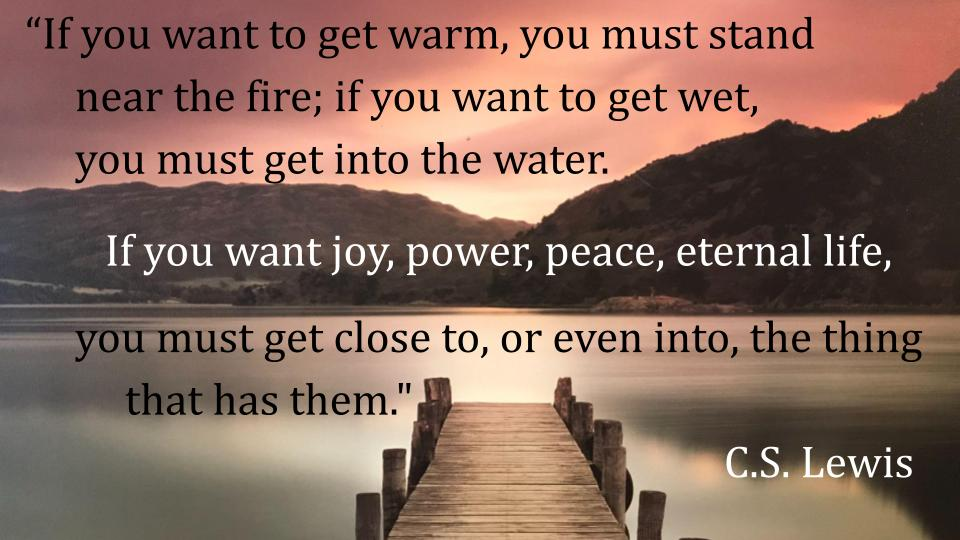 “If you want to get warm, you must stand
near the fire; if you want to get wet,
you must get into the water.
If you want joy, power, peace, eternal life,
you must get close to, or even into, the thing
that has them."
C.S. Lewis